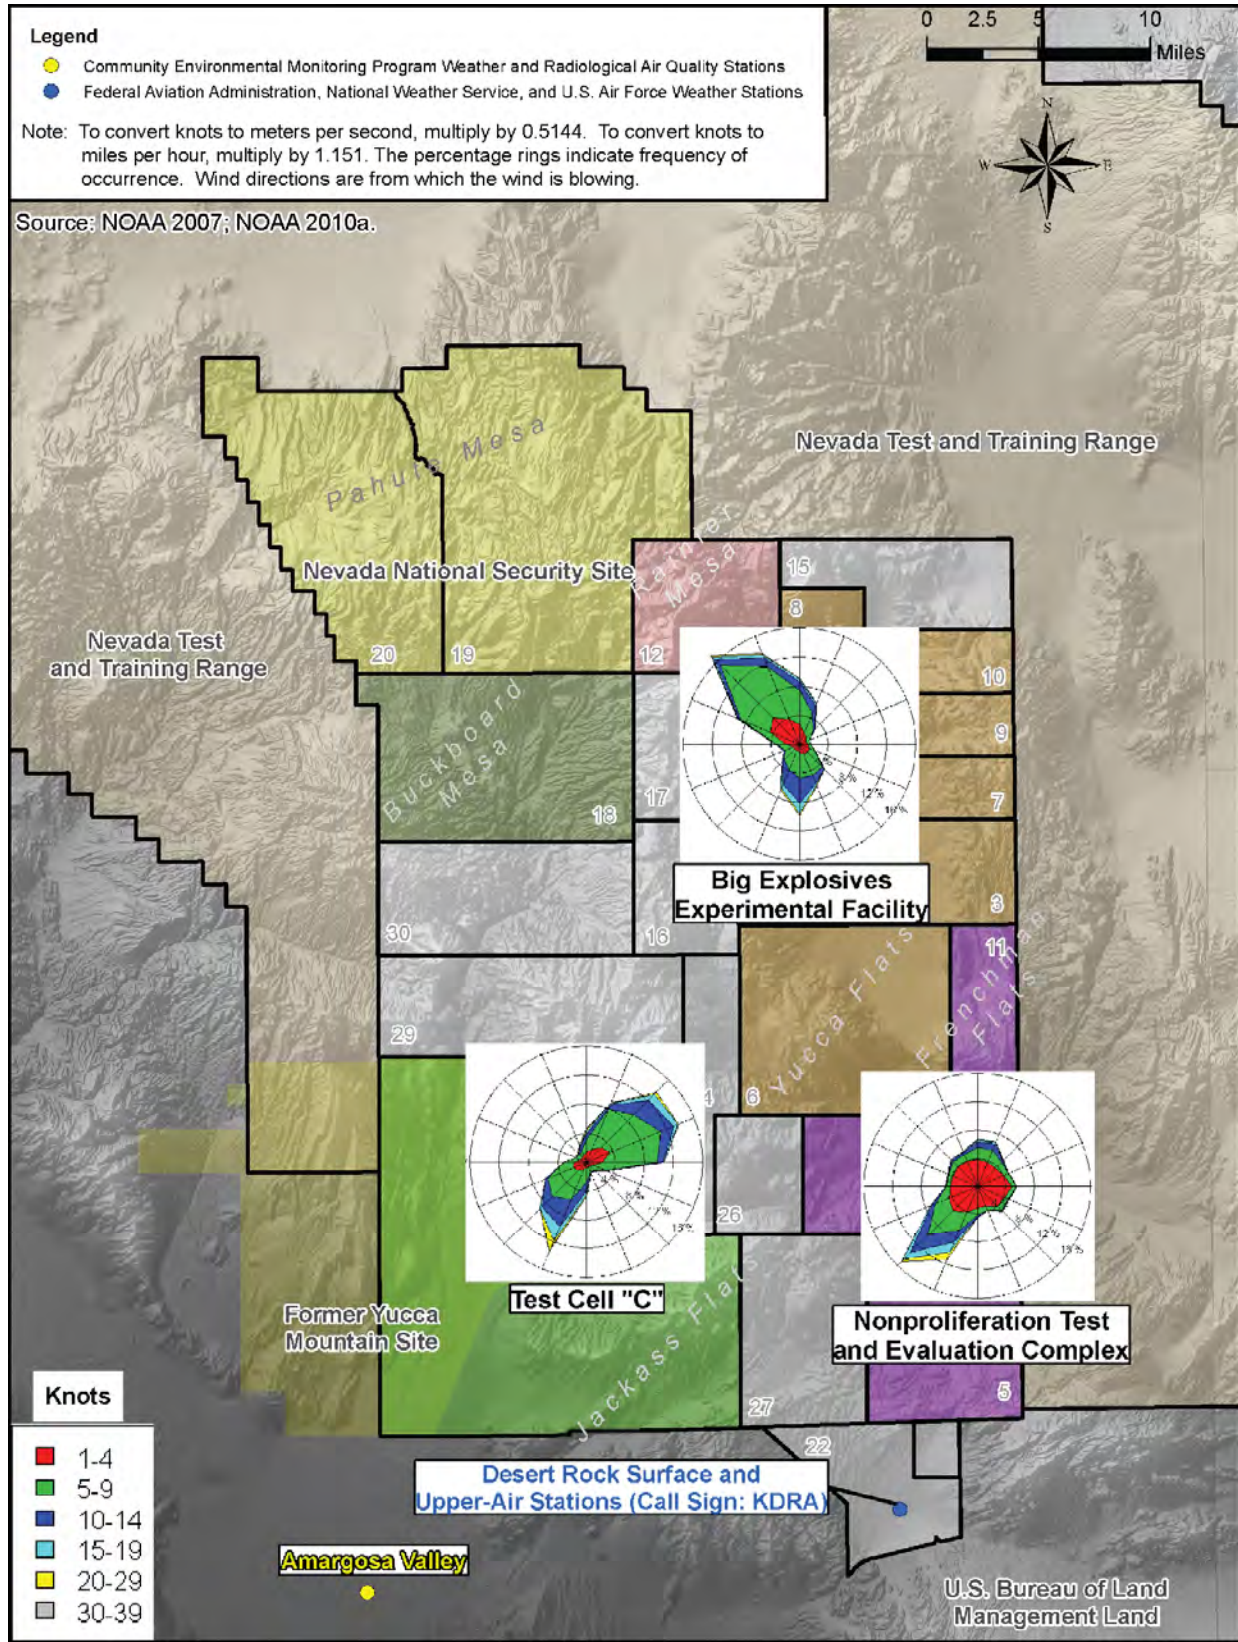 Legend
Community Environmental Monitoring Program Weather and Radiological Air Quality Stations
Federal Aviation Administration, National Weather Service, and U.S. Air Force Weather Stations
Note: To convert knots to meters per second, multiply by 0.5144. To convert knots to
miles per hour, multiply by 1.151. The percentage rings indicate frequency of
occurrence. Wind directions are from which the wind is blowing.
0 2.5 5 10
Miles
N
W E
S
Source: NOAA 2007; NOAA 2010a.
Pahute Mesa
Nevada Test and Training Range
Rainier
Mesa
15
Nevada National Security Site
8
Nevada Test
and Training Range
20
19
12
10
Buckboard
Mesa
9
17
18
7
12%
16%
Big Explosives
Experimental Facility
3
30
16
11
Yucca Flats
Frenchman
Flats
29
4
6
4%
8%
12%
26
Test Cell "C"
12%
Nonproliferation Test
and Evaluation Complex
Former Yucca
Mountain Site
Jackass Flats
5
27
22
Knots
1-4
5-9
10-14
15-19
20-29
30-39
Desert Rock Surface and
Upper-Air Stations (Call Sign: KDRA)
Amargosa Valley
U.S. Bureau of Land
Management Land